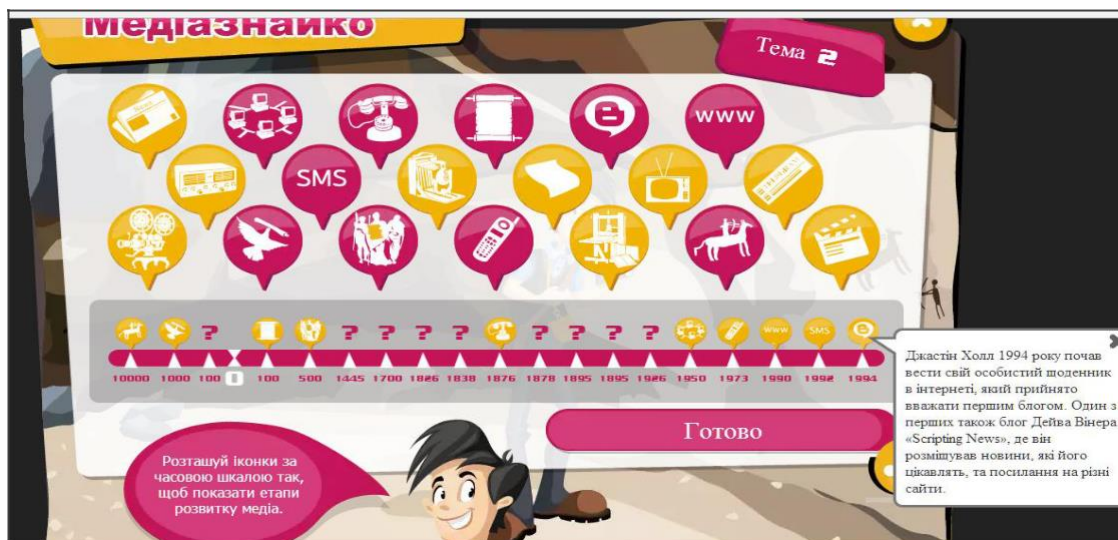 Медіазнайко
Тема 2
News
WWW
SMS
TELEGRAM
WWW SMS
? ? ? ? ? ? ? ? ?
10000 1000 100 0 100 500 1445 1700 1826 1838 1876 1878 1895 1895 1926 1950 1973 1990 1992 1994
Готово
Розташуй іконки за
часовою шкалою так,
щоб показати етапи
розвитку медіа.
Джастін Холл 1994 року почав
вести свій особистий щоденник
в інтернеті, який прийнято
вважати першим блогом. Один з
перших також блог Дейва Вінера
«Scripting News», де він
розміщував новини, які його
цікавлять, та посилання на різні
сайти.